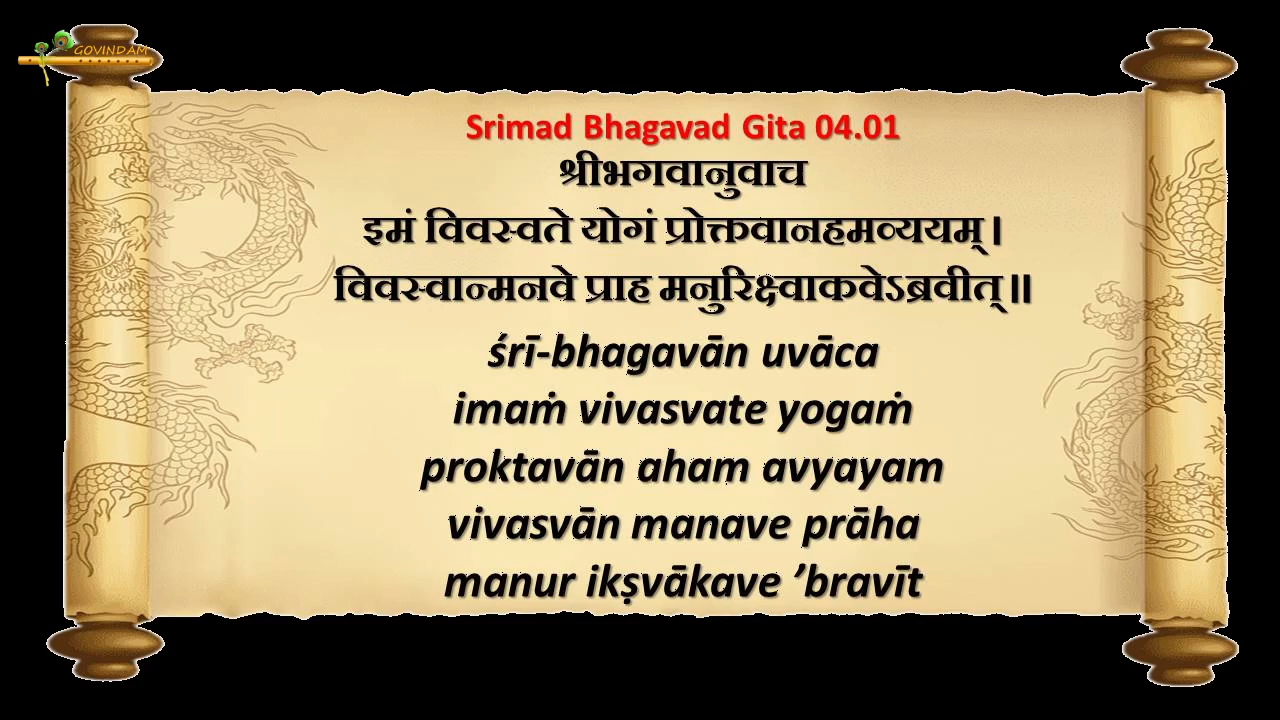 GOVINDAM
Srimad Bhagavad Gita 04.01
श्रीभगवानुवाच
इमं विवस्वते योगं प्रोक्तवानहमव्ययम् ।
विवस्वान्मनवे प्राह मनुरिक्ष्वाकवेऽब्रवीत् ॥
śrī-bhagavān uvāca
imaṁ vivasvate yogaṁ
proktavān aham avyayam
vivasvān manave prāha
manur ikṣvākave ’bravīt